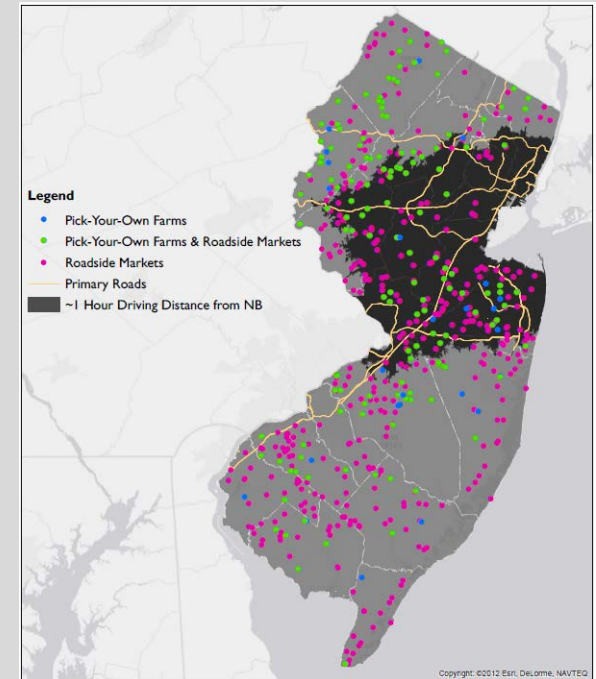 Legend
Pick-Your-Own Farms
Pick-Your-Own Farms & Roadside Markets
Roadside Markets
Primary Roads
~1 Hour Driving Distance from NB
Copyright: ©2012 Esri, DeLorme, NAVTEQ